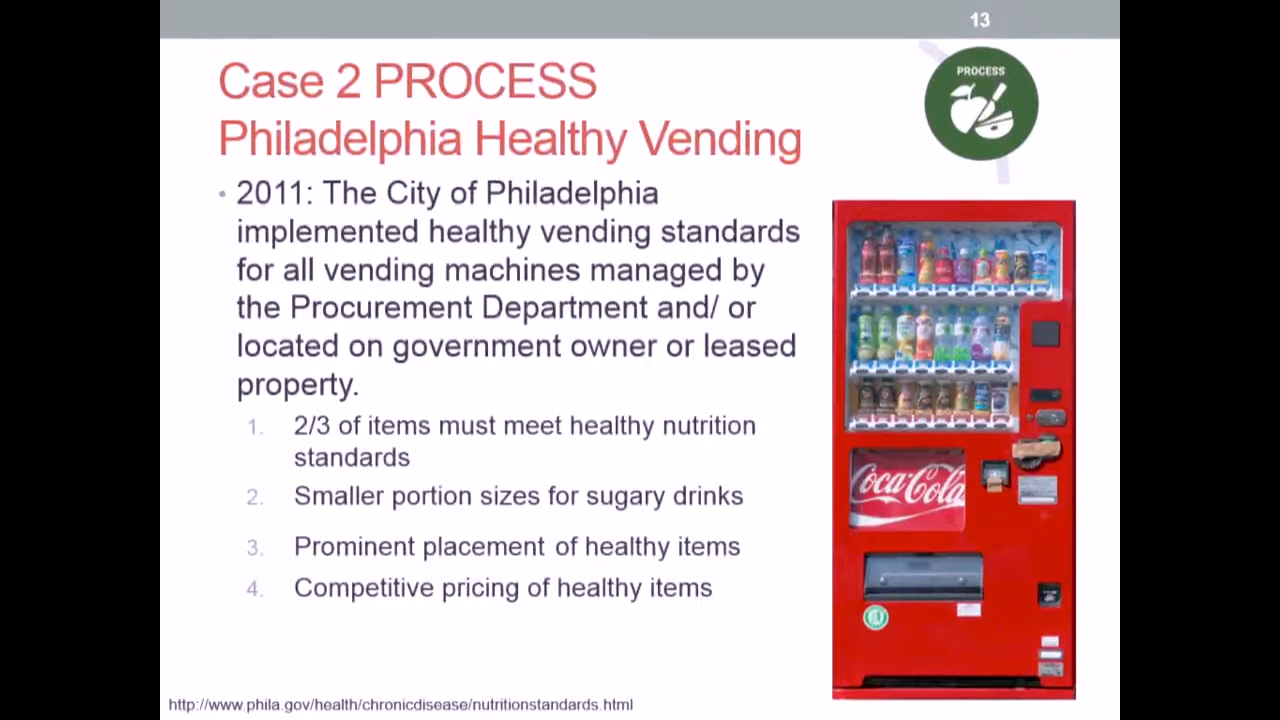 13
PROCESS
Case 2 PROCESS
Philadelphia Healthy Vending
• 2011: The City of Philadelphia
implemented healthy vending standards
for all vending machines managed by
the Procurement Department and/ or
located on government owner or leased
property.
1. 2/3 of items must meet healthy nutrition
standards
2. Smaller portion sizes for sugary drinks
3. Prominent placement of healthy items
4. Competitive pricing of healthy items
Coca-Cola
http://www.phila.gov/health/chronicdisease/nutritionstandards.html